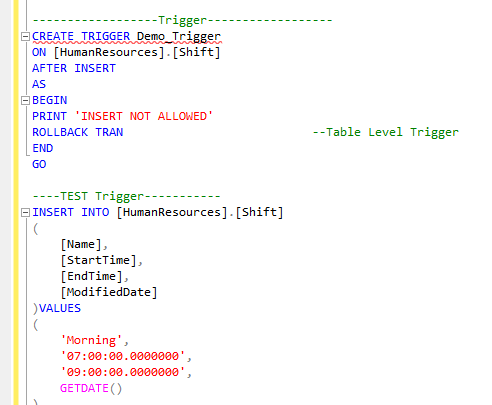 -----------------Trigger-----------------
CREATE TRIGGER Demo_Trigger
ON [HumanResources].[Shift]
AFTER INSERT
AS
BEGIN
PRINT 'INSERT NOT ALLOWED'
ROLLBACK TRAN                           --Table Level Trigger
END
GO

----TEST Trigger-----------
INSERT INTO [HumanResources].[Shift]
(
    [Name],
    [StartTime],
    [EndTime],
    [ModifiedDate]
)VALUES
(
    'Morning',
    '07:00:00.0000000',
    '09:00:00.0000000',
    GETDATE()
)